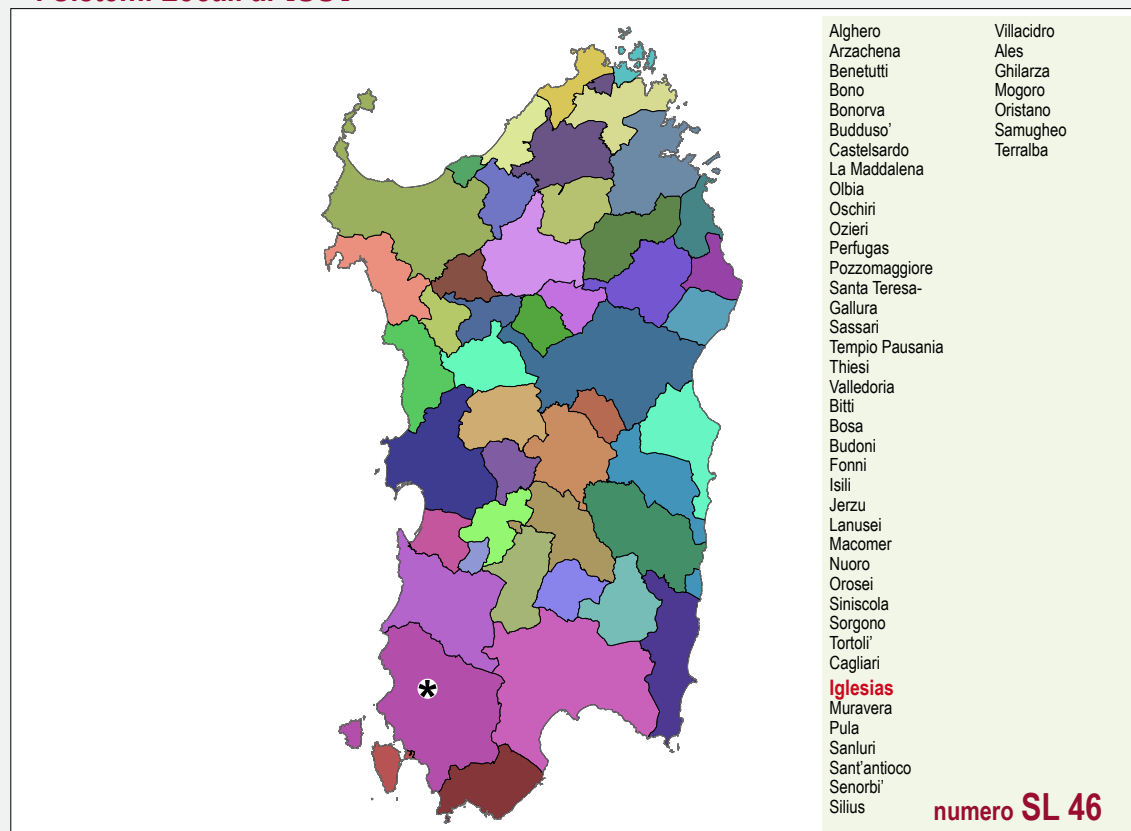 Alghero
Arzachena
Benetutti
Bono
Bonorva
Budduso'
Castelsardo
La Maddalena
Olbia
Oschiri
Ozieri
Perfugas
Pozzomaggiore
Santa Teresa-
Gallura
Sassari
Tempio Pausania
Thiesi
Valledoria
Bitti
Bosa
Budoni
Fonni
Isili
Jerzu
Lanusei
Macomer
Nuoro
Orosei
Siniscola
Sorgono
Tortoli'
Cagliari
Iglesias
Muravera
Pula
Sanluri
Sant'antioco
Senorbi'
Silius
Villacidro
Ales
Ghilarza
Mogoro
Oristano
Samugheo
Terralba
*
numero SL 46